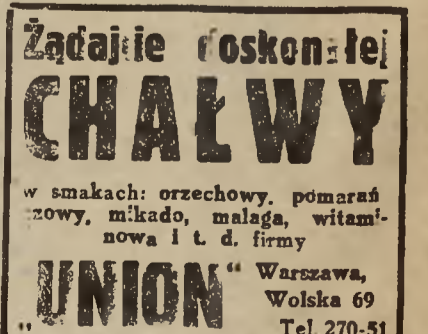 Żądajcie doskonałej
CHAŁWY
w smakach: orzechowy, pomarań
czowy, mikado, malaga, witami-
nowa i t. d. firmy
„UNION“ Warszawa,
Wolska 69
Tel. 270-51